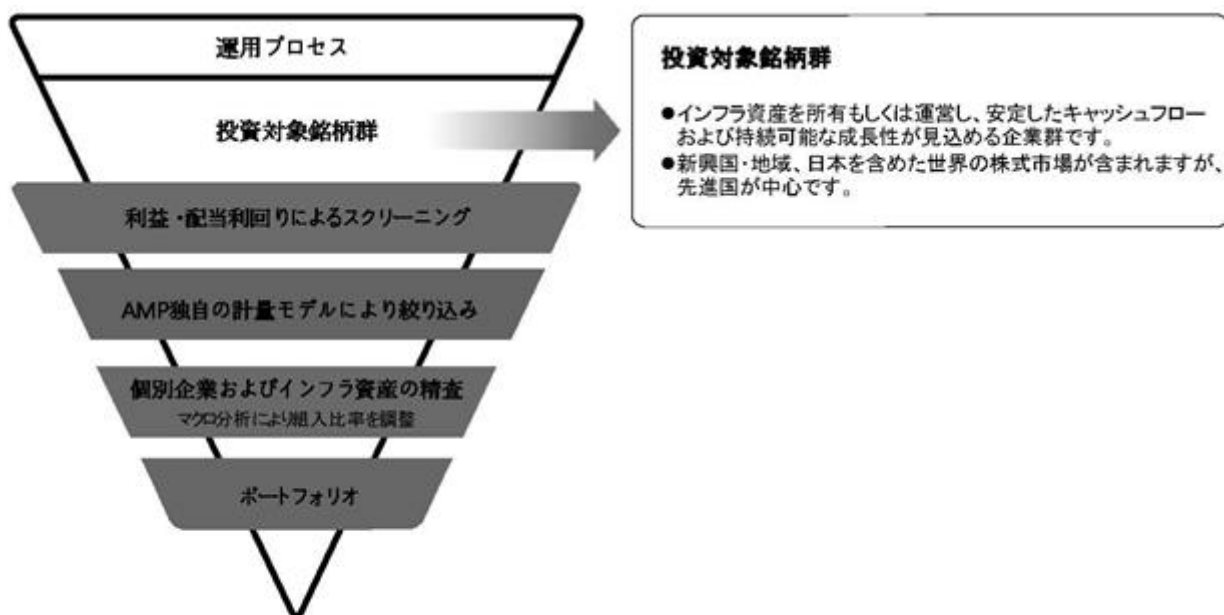 運用プロセス
投資対象銘柄群
利益・配当利回りによるスクリーニング
AMP独自の計量モデルにより絞り込み
個別企業およびインフラ資産の精査
マクロ分析により組入比率を調整
ポートフォリオ
投資対象銘柄群
●インフラ資産を所有もしくは運営し、安定したキャッシュフロー
および持続可能な成長性が見込める企業群です。
●新興国・地域、日本を含めた世界の株式市場が含まれますが、
先進国が中心です。